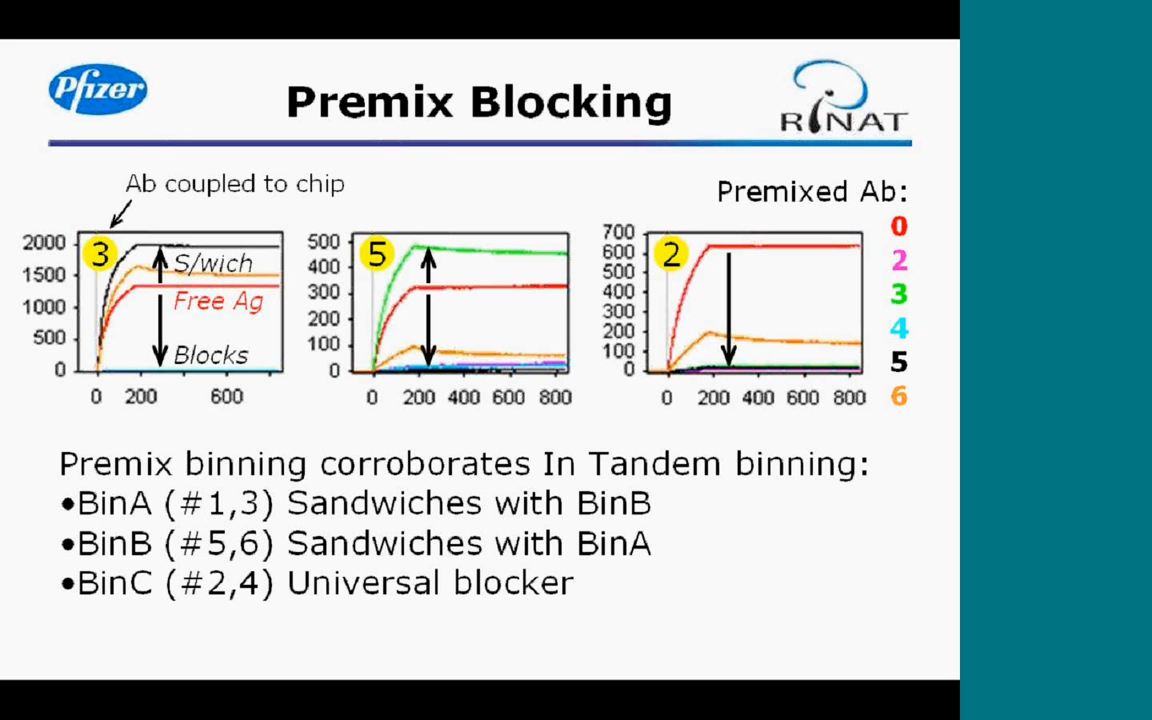 Pfizer
Premix Blocking
RINAT
Ab coupled to chip
Premixed Ab:
0
2
3
4
5
6
2000
1500
1000
500
0
3
S/wich
Free Ag
Blocks
0 200 600
500
400
300
200
100
0
5
0 200 400 600 800
700
600
500
400
300
200
100
0
2
0 200 400 600 800
Premix binning corroborates In Tandem binning:
•BinA (#1,3) Sandwiches with BinB
•BinB (#5,6) Sandwiches with BinA
•BinC (#2,4) Universal blocker